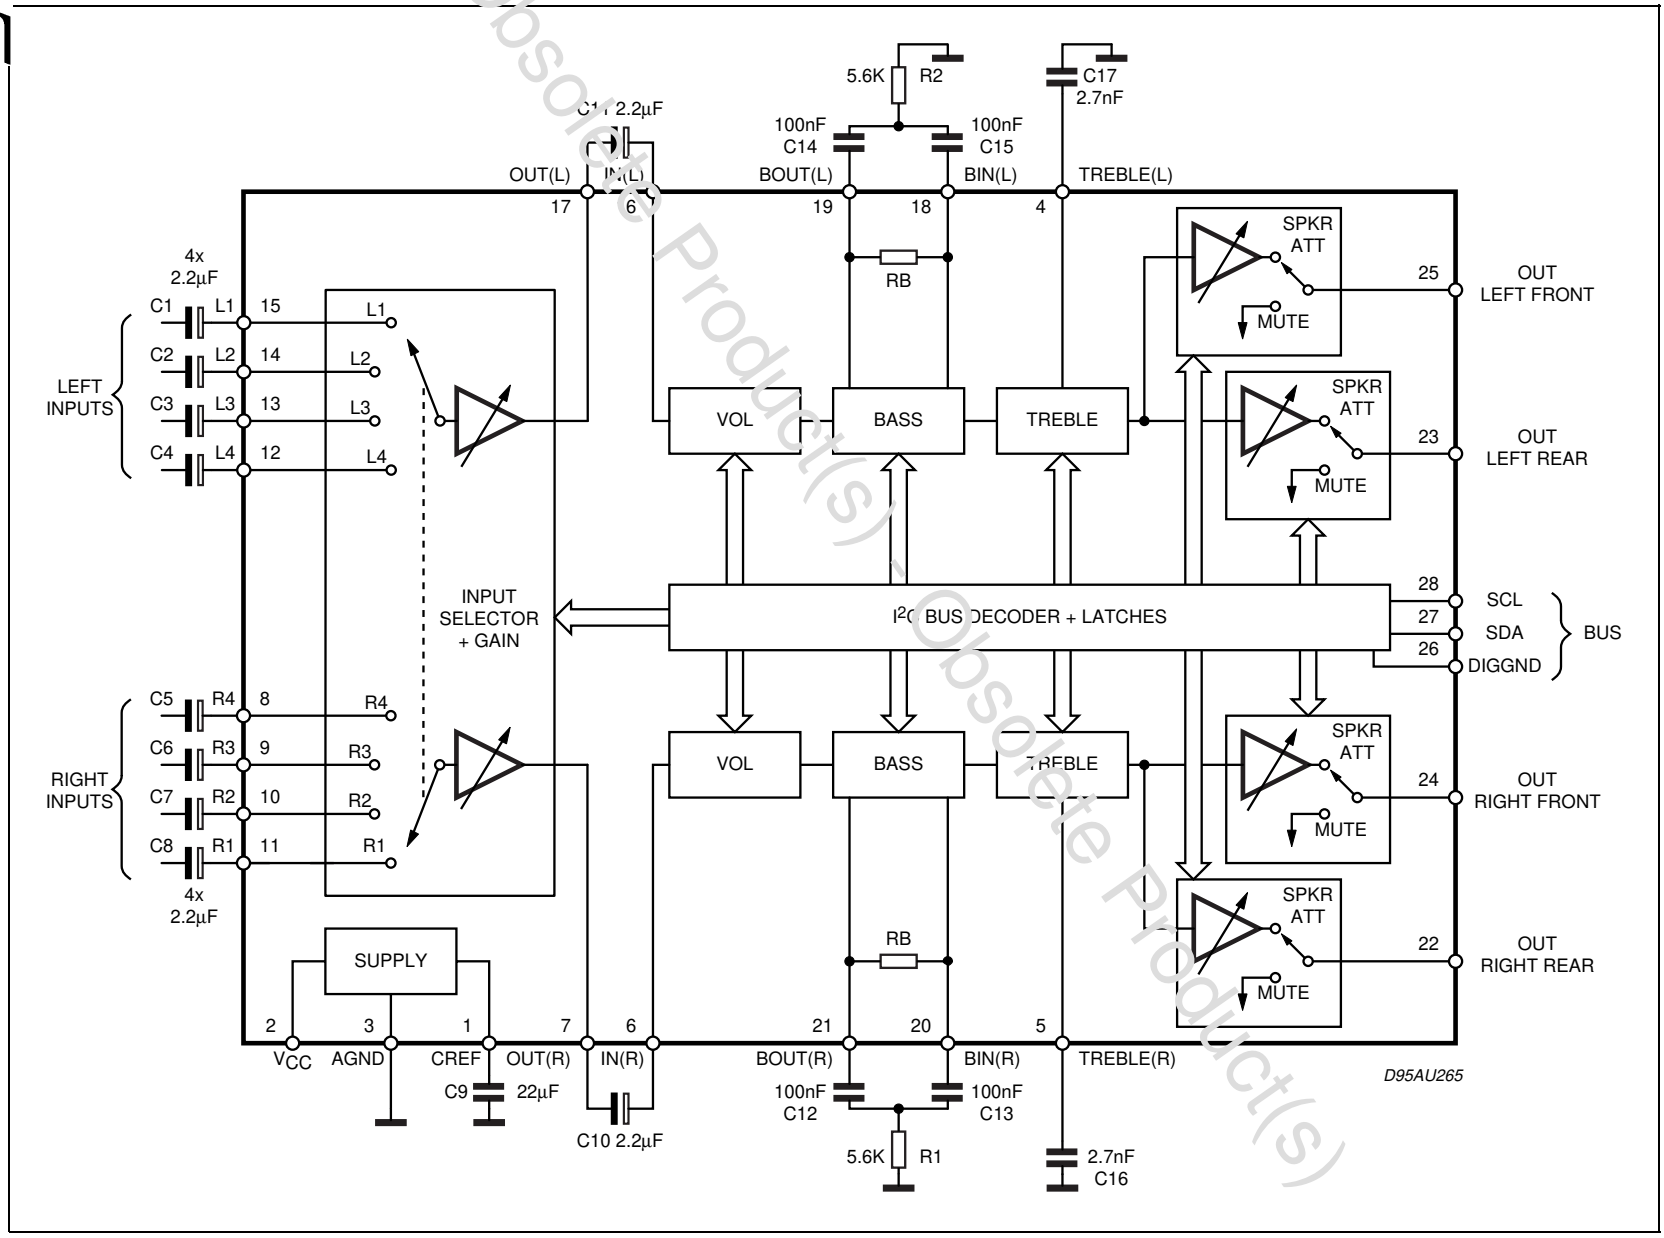 Obsolete Product(s) - Obsolete Product(s)
5.6K R2
C17
2.7nF
C11 2.2µF
100nF
C14
100nF
C15
OUT(L) IN(L) BOUT(L) BIN(L) TREBLE(L)
17 6 19 18 4
SPKR
ATT
MUTE
25
OUT
LEFT FRONT
4x
2.2µF
RB
C1 L1 15 L1
C2 L2 14 L2
C3 L3 13 L3
C4 L4 12 L4
LEFT
INPUTS
VOL BASS TREBLE
SPKR
ATT
MUTE
23
OUT
LEFT REAR
INPUT
SELECTOR
+ GAIN
I²C BUS DECODER + LATCHES
28 SCL
27 SDA
26 DIGGND
BUS
C5 R4 8 R4
C6 R3 9 R3
C7 R2 10 R2
C8 R1 11 R1
RIGHT
INPUTS
4x
2.2µF
VOL BASS TREBLE
SPKR
ATT
MUTE
24
OUT
RIGHT FRONT
SPKR
ATT
MUTE
22
OUT
RIGHT REAR
SUPPLY
RB
2 3 1 7 6 21 20 5
VCC AGND CREF OUT(R) IN(R) BOUT(R) BIN(R) TREBLE(R)
D95AU265
C9 22µF
100nF
C12
100nF
C13
C10 2.2µF
5.6K R1
2.7nF
C16